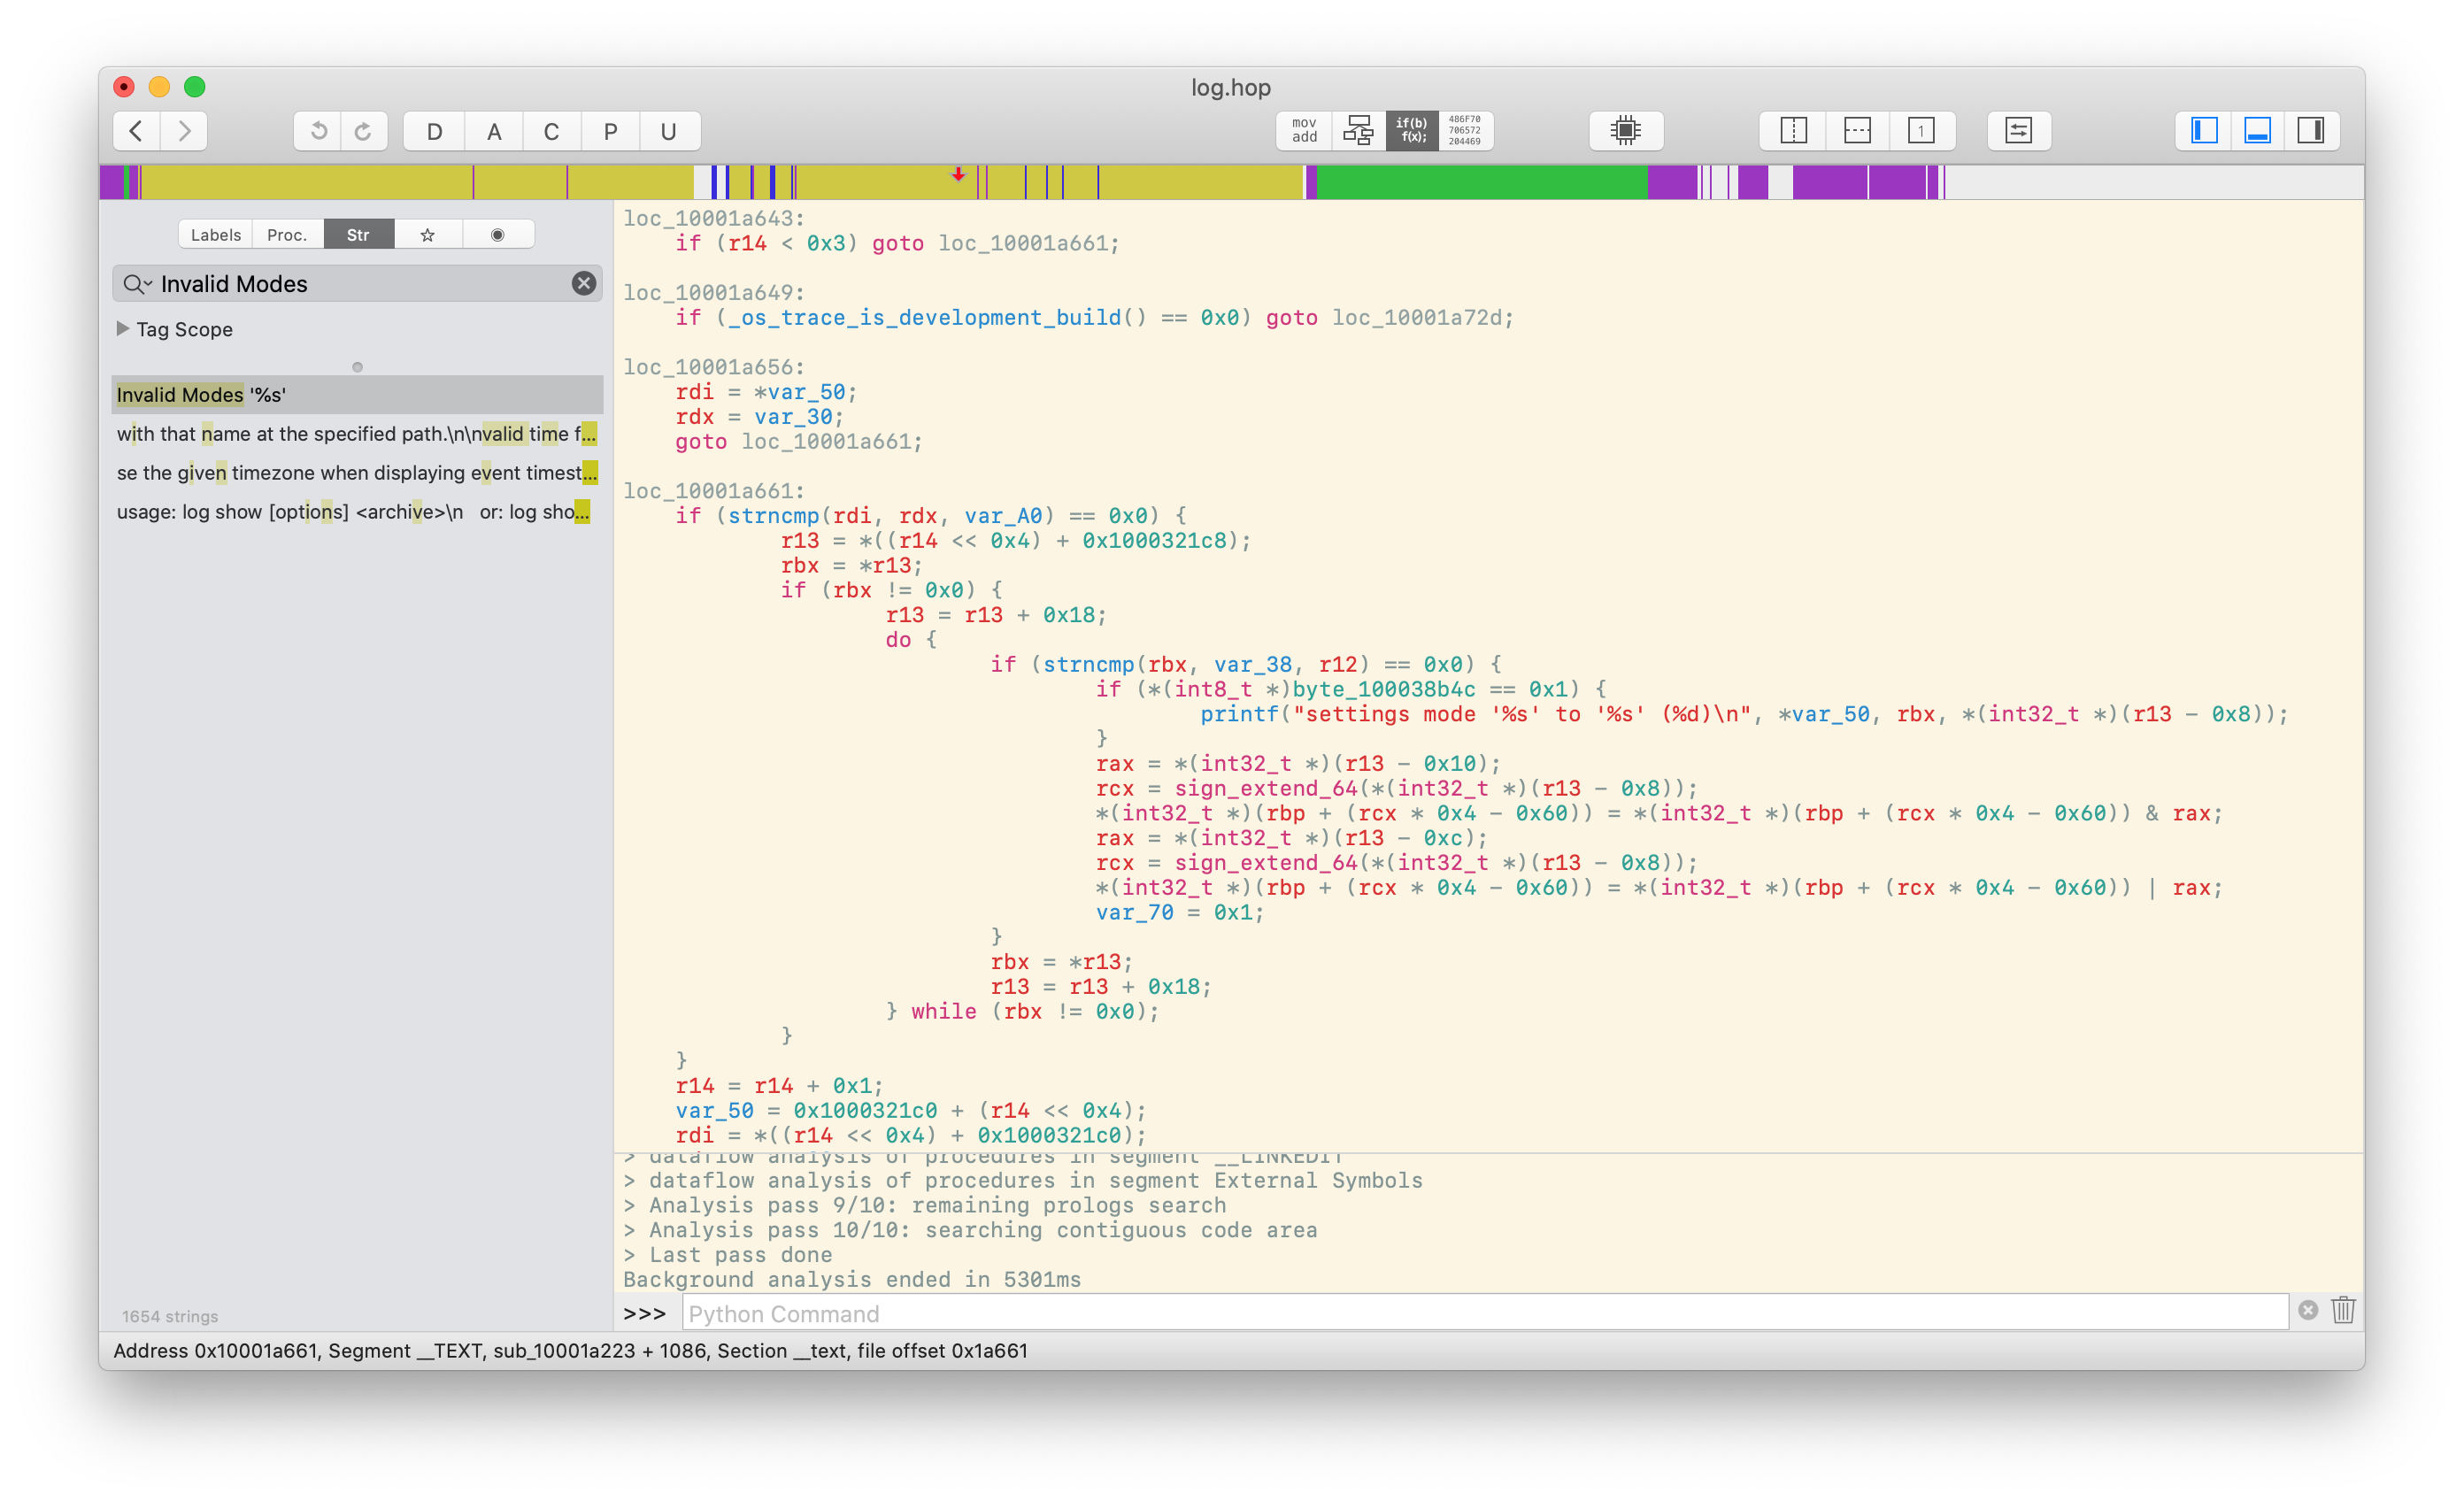 log.hop
D A C P U
mov
add
if(b)
f(x);
486F70
706572
204469
1
Labels Proc. Str
Invalid Modes
Tag Scope
Invalid Modes '%s'
with that name at the specified path.\n\nvalid time f...
se the given timezone when displaying event timest...
usage: log show [options] <archive>\n   or: log sho...
1654 strings
loc_10001a643:
    if (r14 < 0x3) goto loc_10001a661;
loc_10001a649:
    if (_os_trace_is_development_build() == 0x0) goto loc_10001a72d;
loc_10001a656:
    rdi = *var_50;
    rdx = var_30;
    goto loc_10001a661;
loc_10001a661:
    if (strncmp(rdi, rdx, var_A0) == 0x0) {
            r13 = *((r14 << 0x4) + 0x1000321c8);
            rbx = *r13;
            if (rbx != 0x0) {
                    r13 = r13 + 0x18;
                    do {
                            if (strncmp(rbx, var_38, r12) == 0x0) {
                                    if (*(int8_t *)byte_100038b4c == 0x1) {
                                            printf("settings mode '%s' to '%s' (%d)\n", *var_50, rbx, *(int32_t *)(r13 - 0x8));
                                    }
                                    rax = *(int32_t *)(r13 - 0x10);
                                    rcx = sign_extend_64(*(int32_t *)(r13 - 0x8));
                                    *(int32_t *)(rbp + (rcx * 0x4 - 0x60)) = *(int32_t *)(rbp + (rcx * 0x4 - 0x60)) & rax;
                                    rax = *(int32_t *)(r13 - 0xc);
                                    rcx = sign_extend_64(*(int32_t *)(r13 - 0x8));
                                    *(int32_t *)(rbp + (rcx * 0x4 - 0x60)) = *(int32_t *)(rbp + (rcx * 0x4 - 0x60)) | rax;
                                    var_70 = 0x1;
                            }
                            rbx = *r13;
                            r13 = r13 + 0x18;
                    } while (rbx != 0x0);
            }
    }
    r14 = r14 + 0x1;
    var_50 = 0x1000321c0 + (r14 << 0x4);
    rdi = *((r14 << 0x4) + 0x1000321c0);
> dataflow analysis of procedures in segment __LINKEDIT
> dataflow analysis of procedures in segment External Symbols
> Analysis pass 9/10: remaining prologs search
> Analysis pass 10/10: searching contiguous code area
> Last pass done
Background analysis ended in 5301ms
>>> Python Command
Address 0x10001a661, Segment __TEXT, sub_10001a223 + 1086, Section __text, file offset 0x1a661